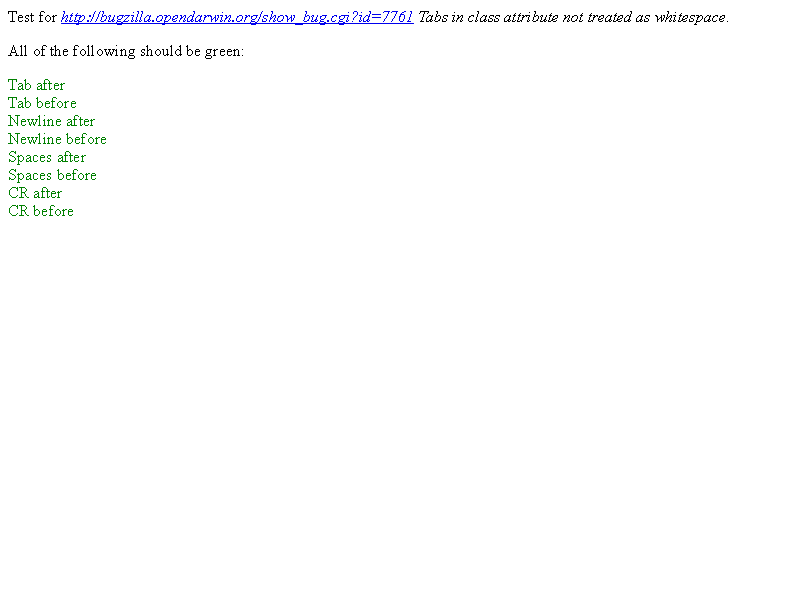 Test for http://bugzilla.opendarwin.org/show_bug.cgi?id=7761 Tabs in class attribute not treated as whitespace.
All of the following should be green:
Tab after
Tab before
Newline after
Newline before
Spaces after
Spaces before
CR after
CR before